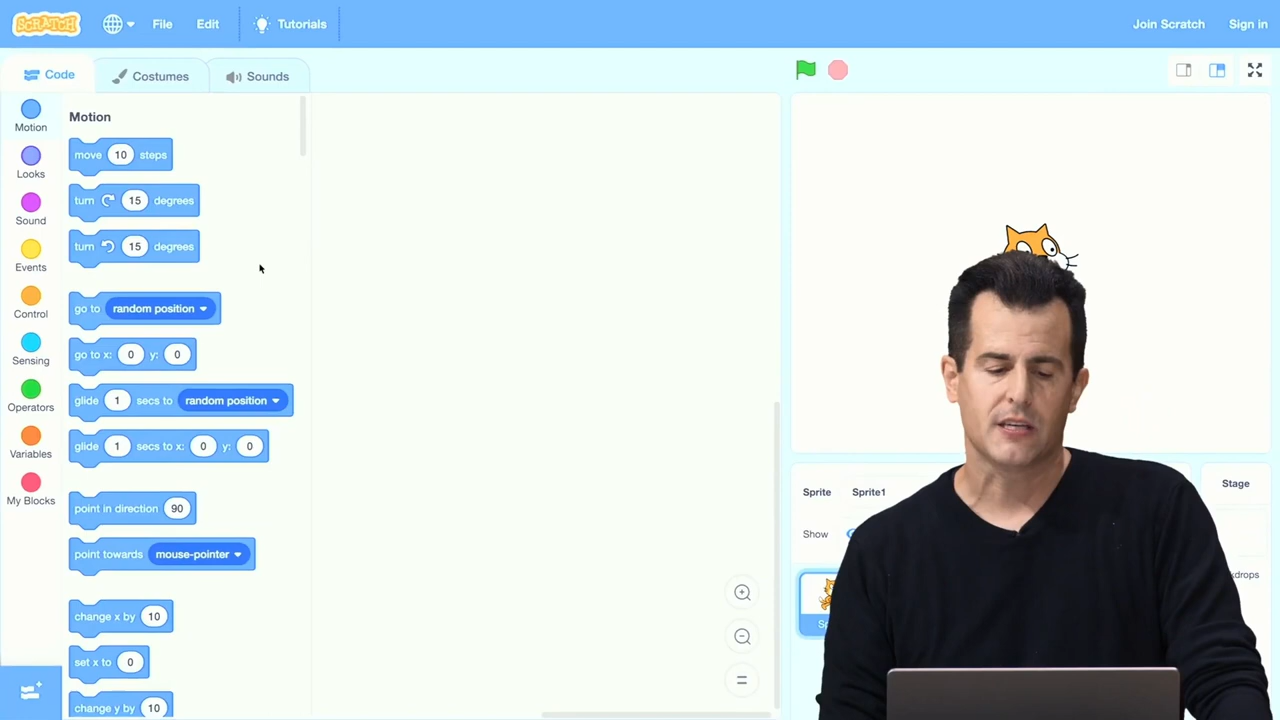 SCRATCH File Edit Tutorials Join Scratch Sign in
Code Costumes Sounds
Motion
Looks
Sound
Events
Control
Sensing
Operators
Variables
My Blocks
Motion
move 10 steps
turn 15 degrees
turn 15 degrees
go to random position
go to x: 0 y: 0
glide 1 secs to random position
glide 1 secs to x: 0 y: 0
point in direction 90
point towards mouse-pointer
change x by 10
set x to 0
change y by 10
=
Sprite Sprite1
Show
Stage